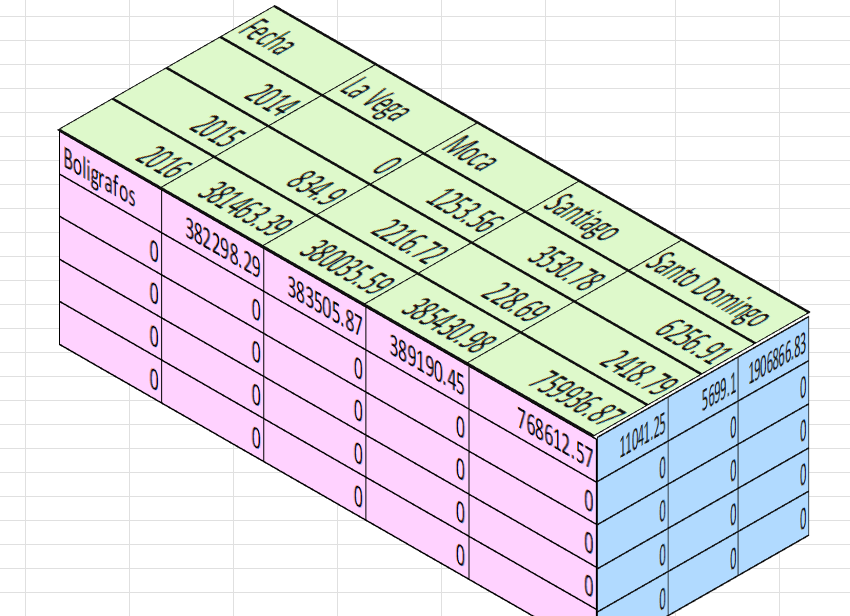 Fecha La Vega Moca Santiago Santo Domingo
2014 0 1253.56 3530.78 6256.91
2015 834.9 2216.72 228.69 2418.79
2016 381463.39 380035.59 385430.98 759936.87
Boligrafos 382298.29 383505.87 389190.45 768612.57
0 0 0 0 0
0 0 0 0 0
0 0 0 0 0
0 0 0 0
11041.25 5699.1 1906866.83
0 0 0
0 0 0
0 0 0
0 0 0